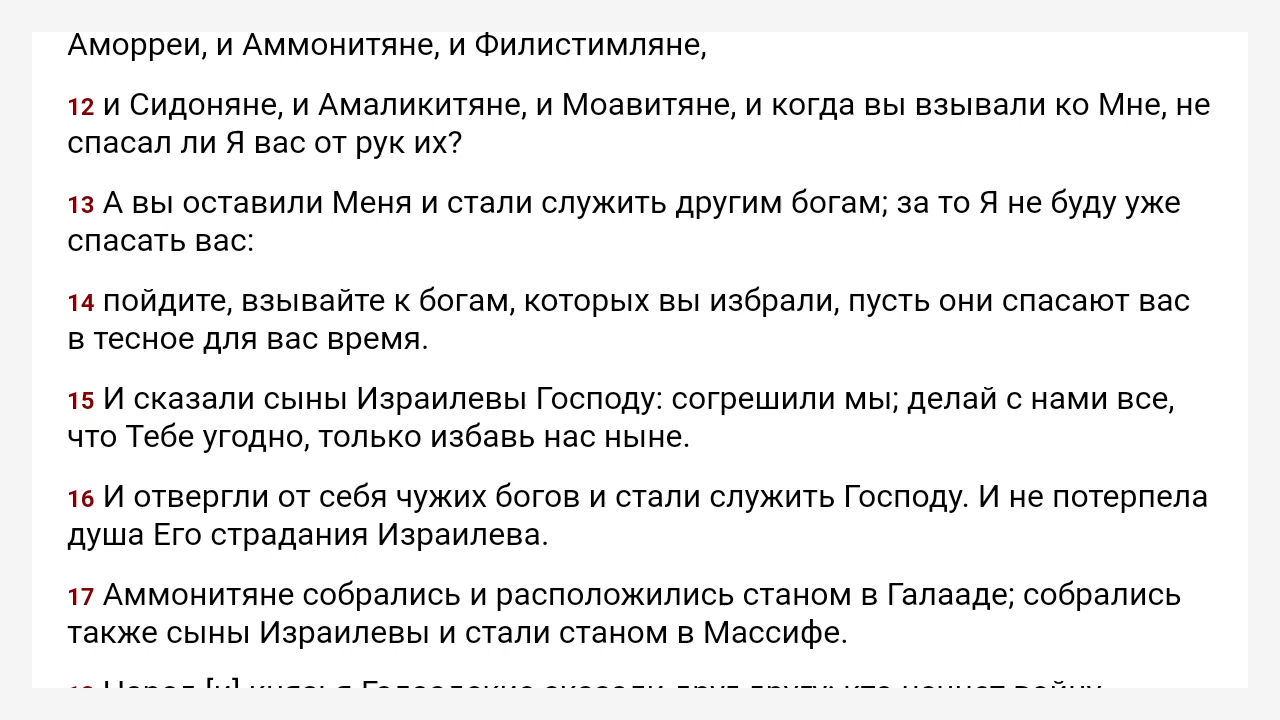 Аморреи, и Аммонитяне, и Филистимляне,
12 и Сидоняне, и Амаликитяне, и Моавитяне, и когда вы взывали ко Мне, не
спасал ли Я вас от рук их?
13 А вы оставили Меня и стали служить другим богам; за то Я не буду уже
спасать вас:
14 пойдите, взывайте к богам, которых вы избрали, пусть они спасают вас
в тесное для вас время.
15 И сказали сыны Израилевы Господу: согрешили мы; делай с нами все,
что Тебе угодно, только избавь нас ныне.
16 И отвергли от себя чужих богов и стали служить Господу. И не потерпела
душа Его страдания Израилева.
17 Аммонитяне собрались и расположились станом в Галааде; собрались
также сыны Израилевы и стали станом в Массифе.